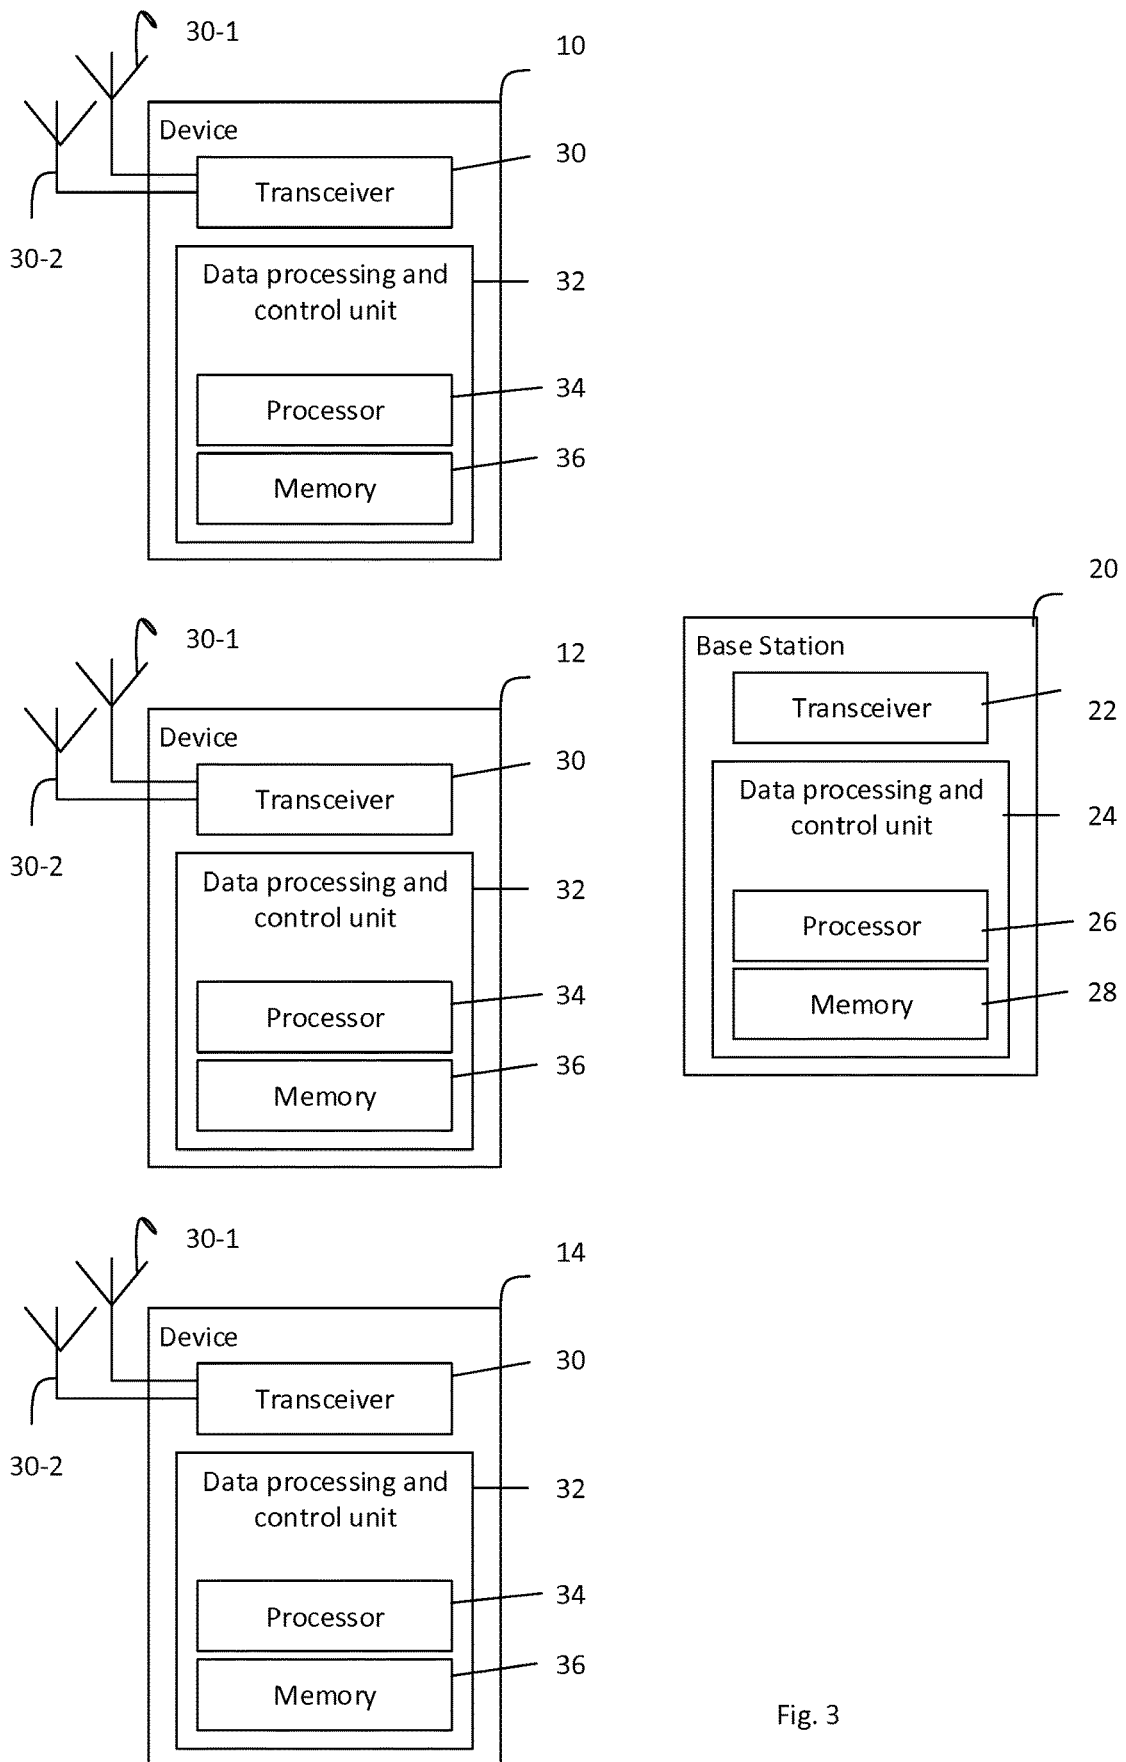 30-1
10
Device
30
Transceiver
30-2
Data processing and
control unit
32
34
Processor
36
Memory
30-1
12
Device
30
Transceiver
30-2
Data processing and
control unit
32
34
Processor
36
Memory
20
Base Station
Transceiver
22
Data processing and
control unit
24
Processor
26
Memory
28
30-1
14
Device
30
Transceiver
30-2
Data processing and
control unit
32
34
Processor
36
Memory
Fig. 3